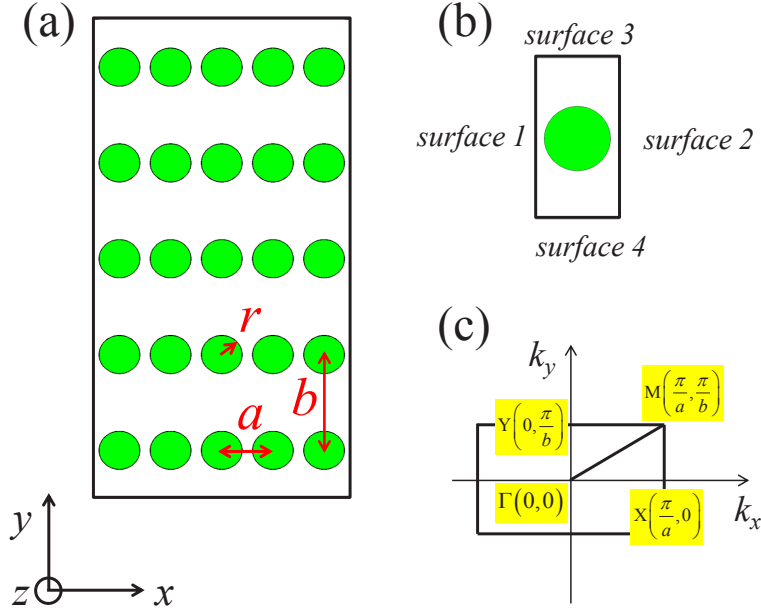 (a)
r
a
b
y
z
x
(b)
surface 3
surface 1
surface 2
surface 4
(c)
k_y
M(π/a, π/b)
Y(0, π/b)
Γ(0,0)
X(π/a, 0)
k_x